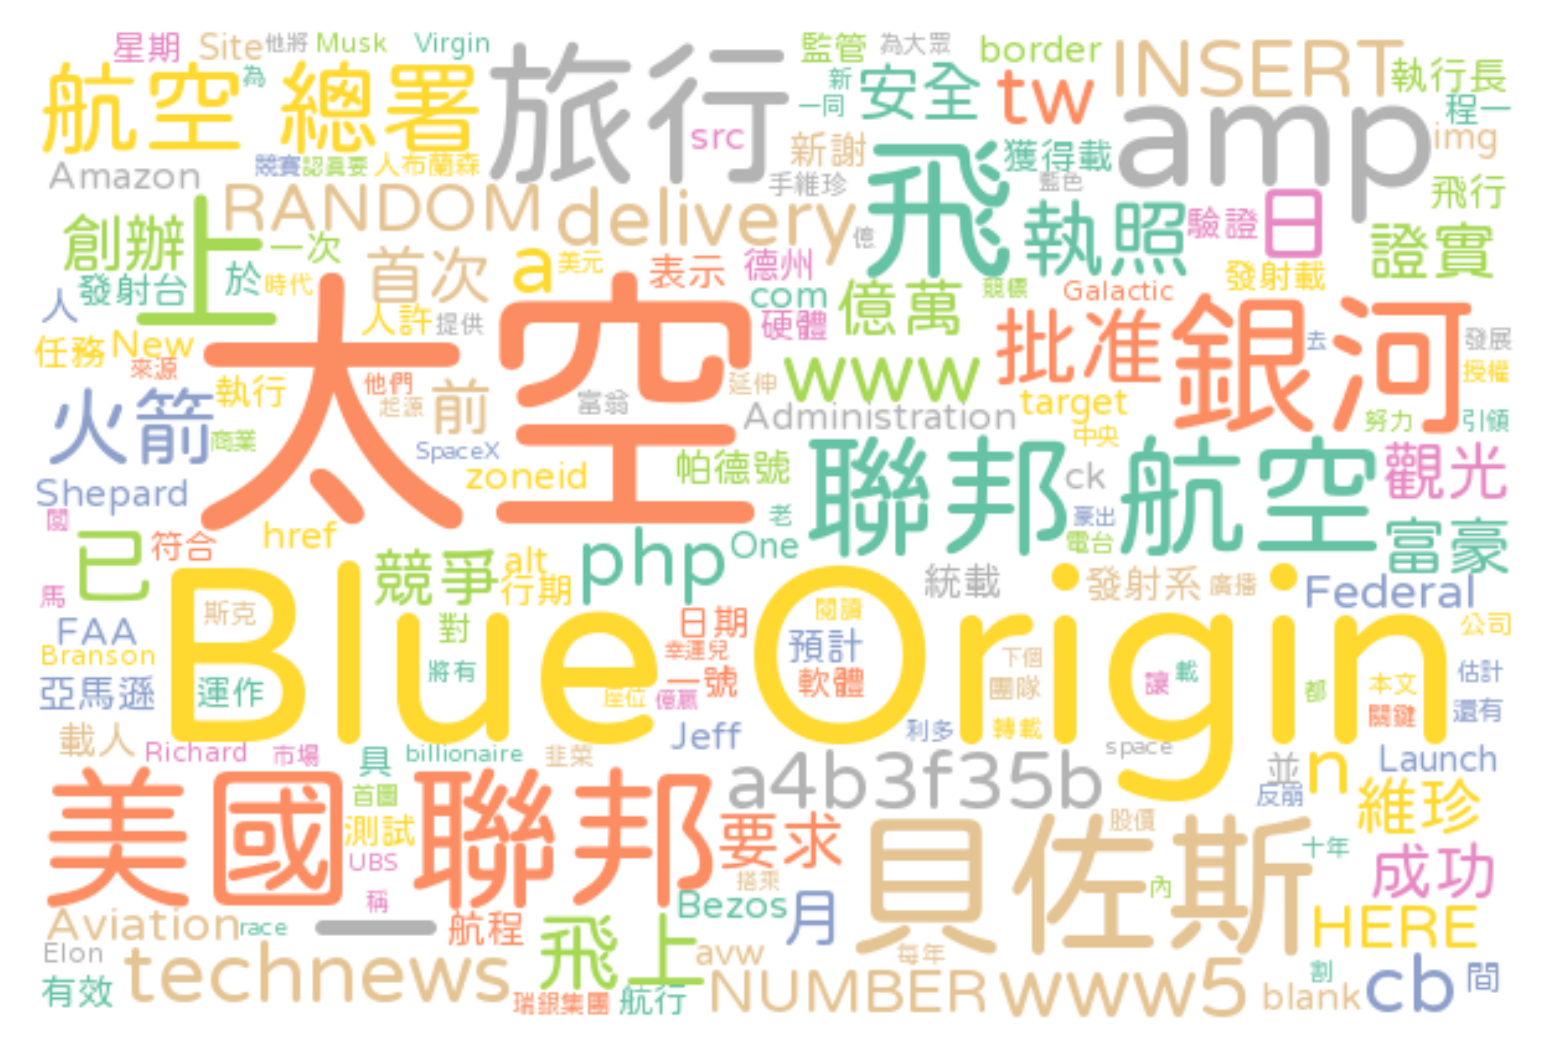 星期 Site 他將 Musk Virgin 旅行 監管 為大眾 border INSERT 執行長
航空 為 總署 新 一同 安全 tw 程一
Amazon 競賽 認真要 人布蘭森 src 新謝 獲得載 amp img
RANDOM delivery 手維珍 飛 藍色 執照 驗證 日 飛行
創辦 上 一次 首次 a 美元 表示 德州 發射載 證實
人 發射台 於 時代 人許 提供 com 硬體 億萬 競標 Galactic
任務 New 太空 批准 銀河 去 發展
來源 執行 他們 起源 前 富翁 延伸 www target 授權
火箭 商業 SpaceX Administration 中央 努力 引領
Shepard zoneid 帕德號 聯邦 ck 航空 觀光
href 老 豪出 電台 富豪
已 符合 競爭 alt php One
馬 行期 統載 發射系 廣播 Federal
FAA 斯克 Blue Origin 對 日期 閱讀 預計 公司
Branson 將有 幸運兒 下個 估計
亞馬遜 運作 座位 億贏 一號 軟體 團隊 讓 載 都 本文 還有
載人 Richard 市場 具 billionaire 韭菜 Jeff 利多 轉載 關鍵
首圖 a4b3f35b space 並 n Launch
美國 聯邦 測試 要求 貝佐斯 股價 反崩 維珍
UBS 搭乘 十年 成功
稱 Bezos 月 內
Aviation race 一 航程 飛上 HERE
Elon technews avw 每年 割
有效 瑞銀集團 航行 NUMBER www5 blank cb 間